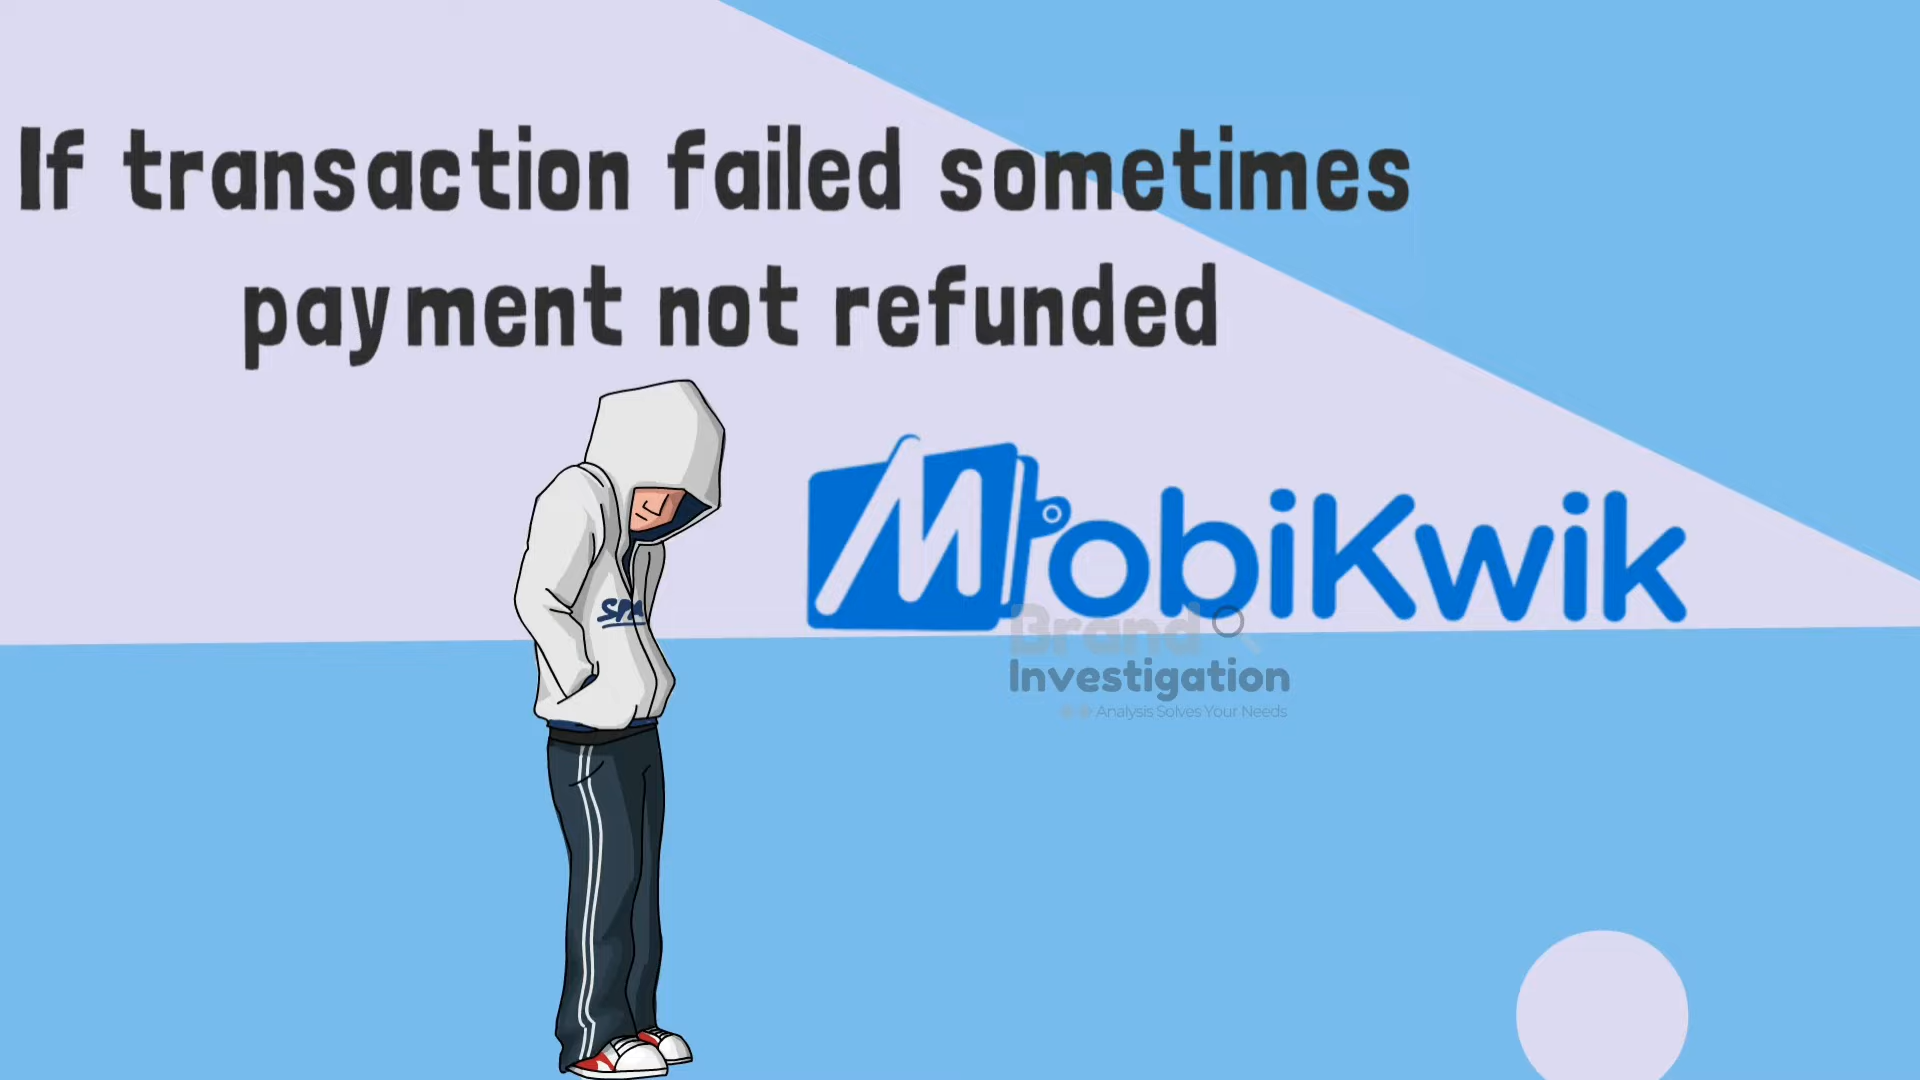 If transaction failed sometimes
payment not refunded
MobiKwik
Brand
Investigation
Analysis Solves Your Needs